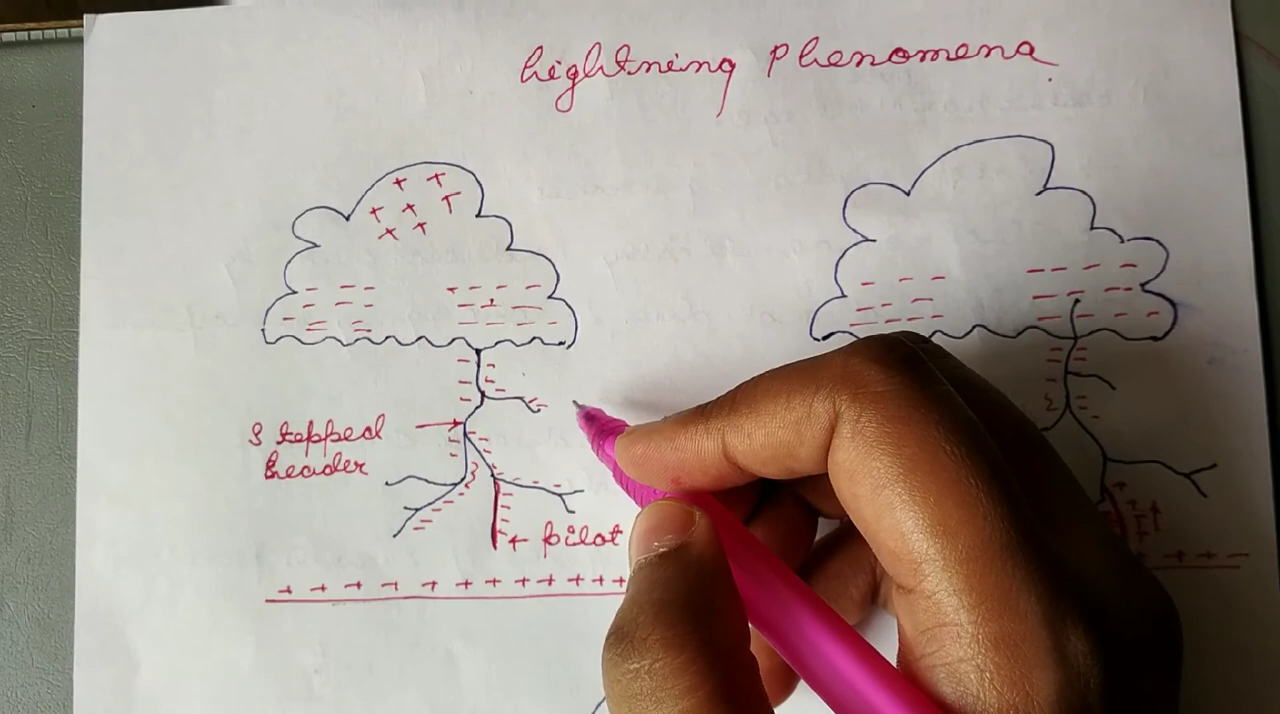 Lightning Phenomena
Stepped
Leader
← pilot